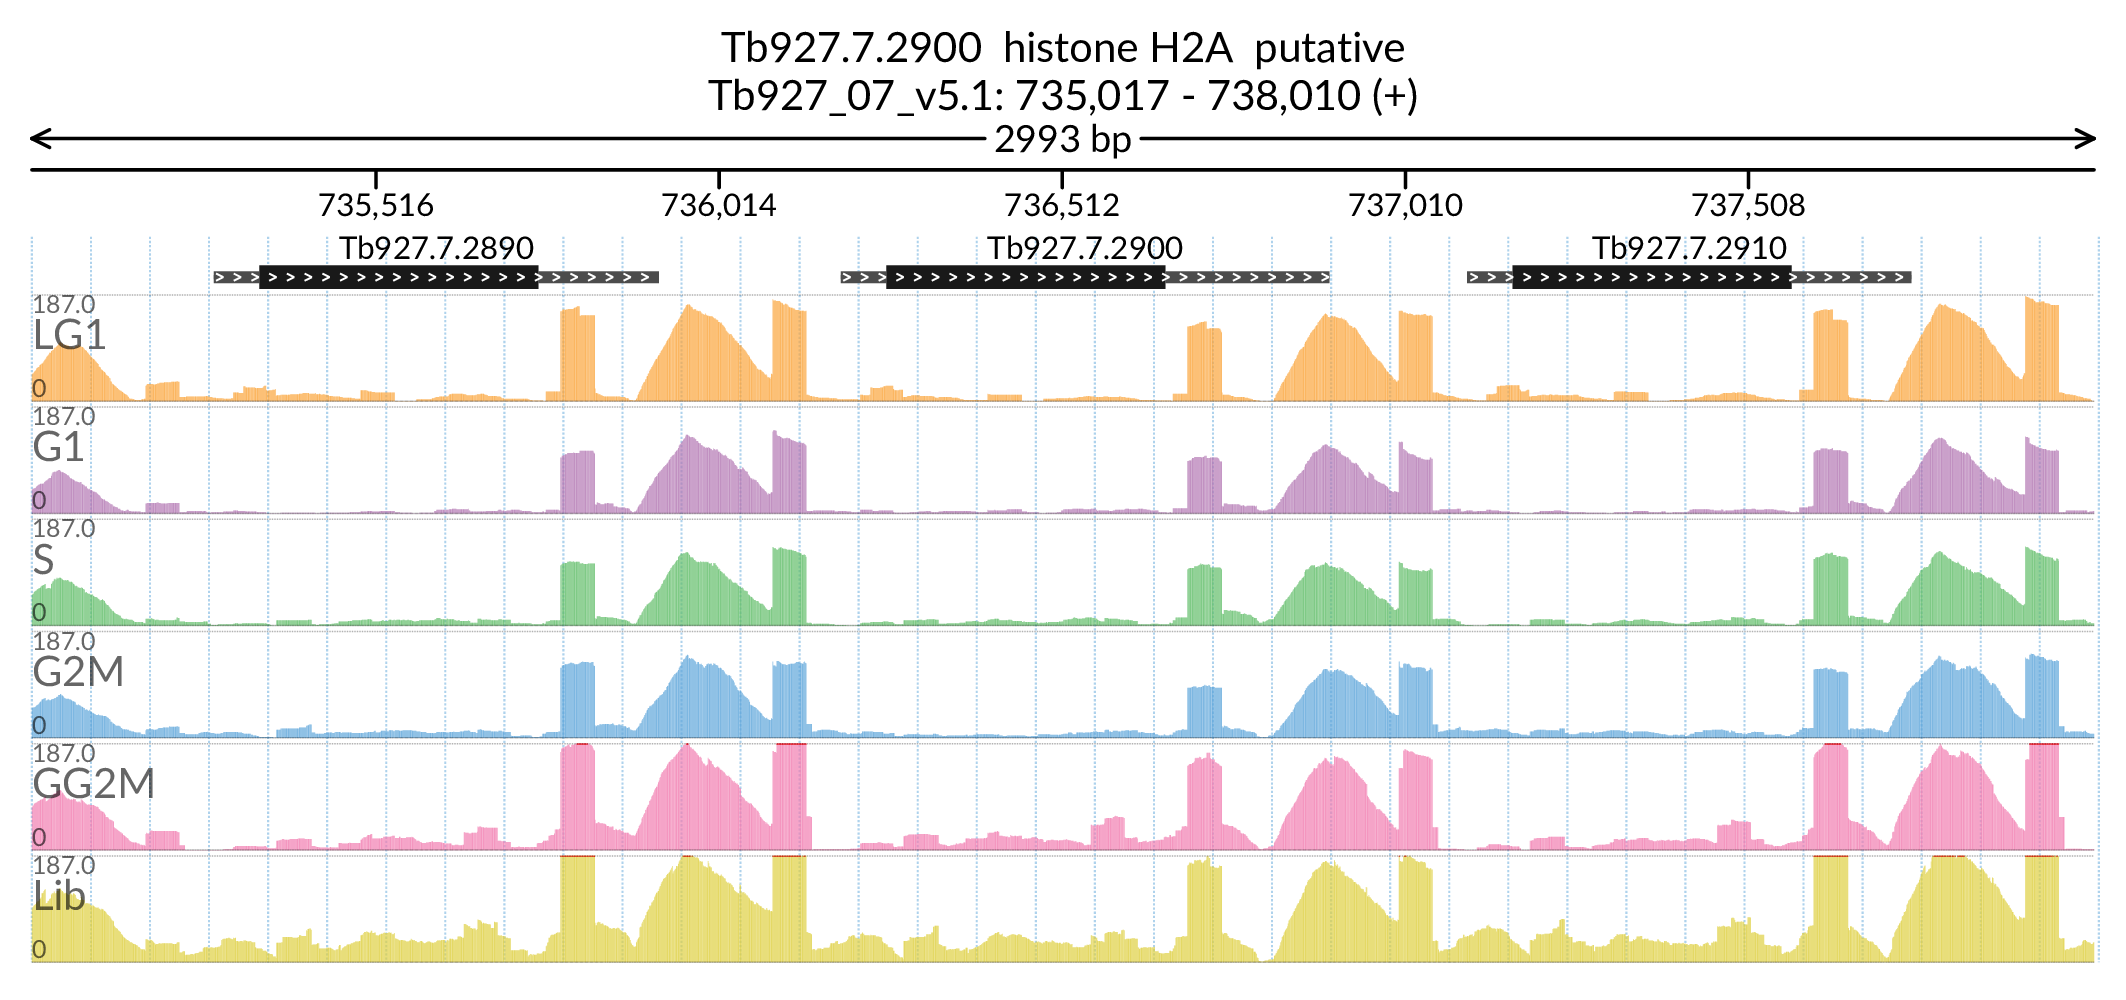 Tb927.7.2900 histone H2A putative
Tb927_07_v5.1: 735,017 - 738,010 (+)
2993 bp
735,516 736,014 736,512 737,010 737,508
Tb927.7.2890 Tb927.7.2900 Tb927.7.2910
187.0
LG1
0
187.0
G1
0
187.0
S
0
187.0
G2M
0
187.0
GG2M
0
187.0
Lib
0